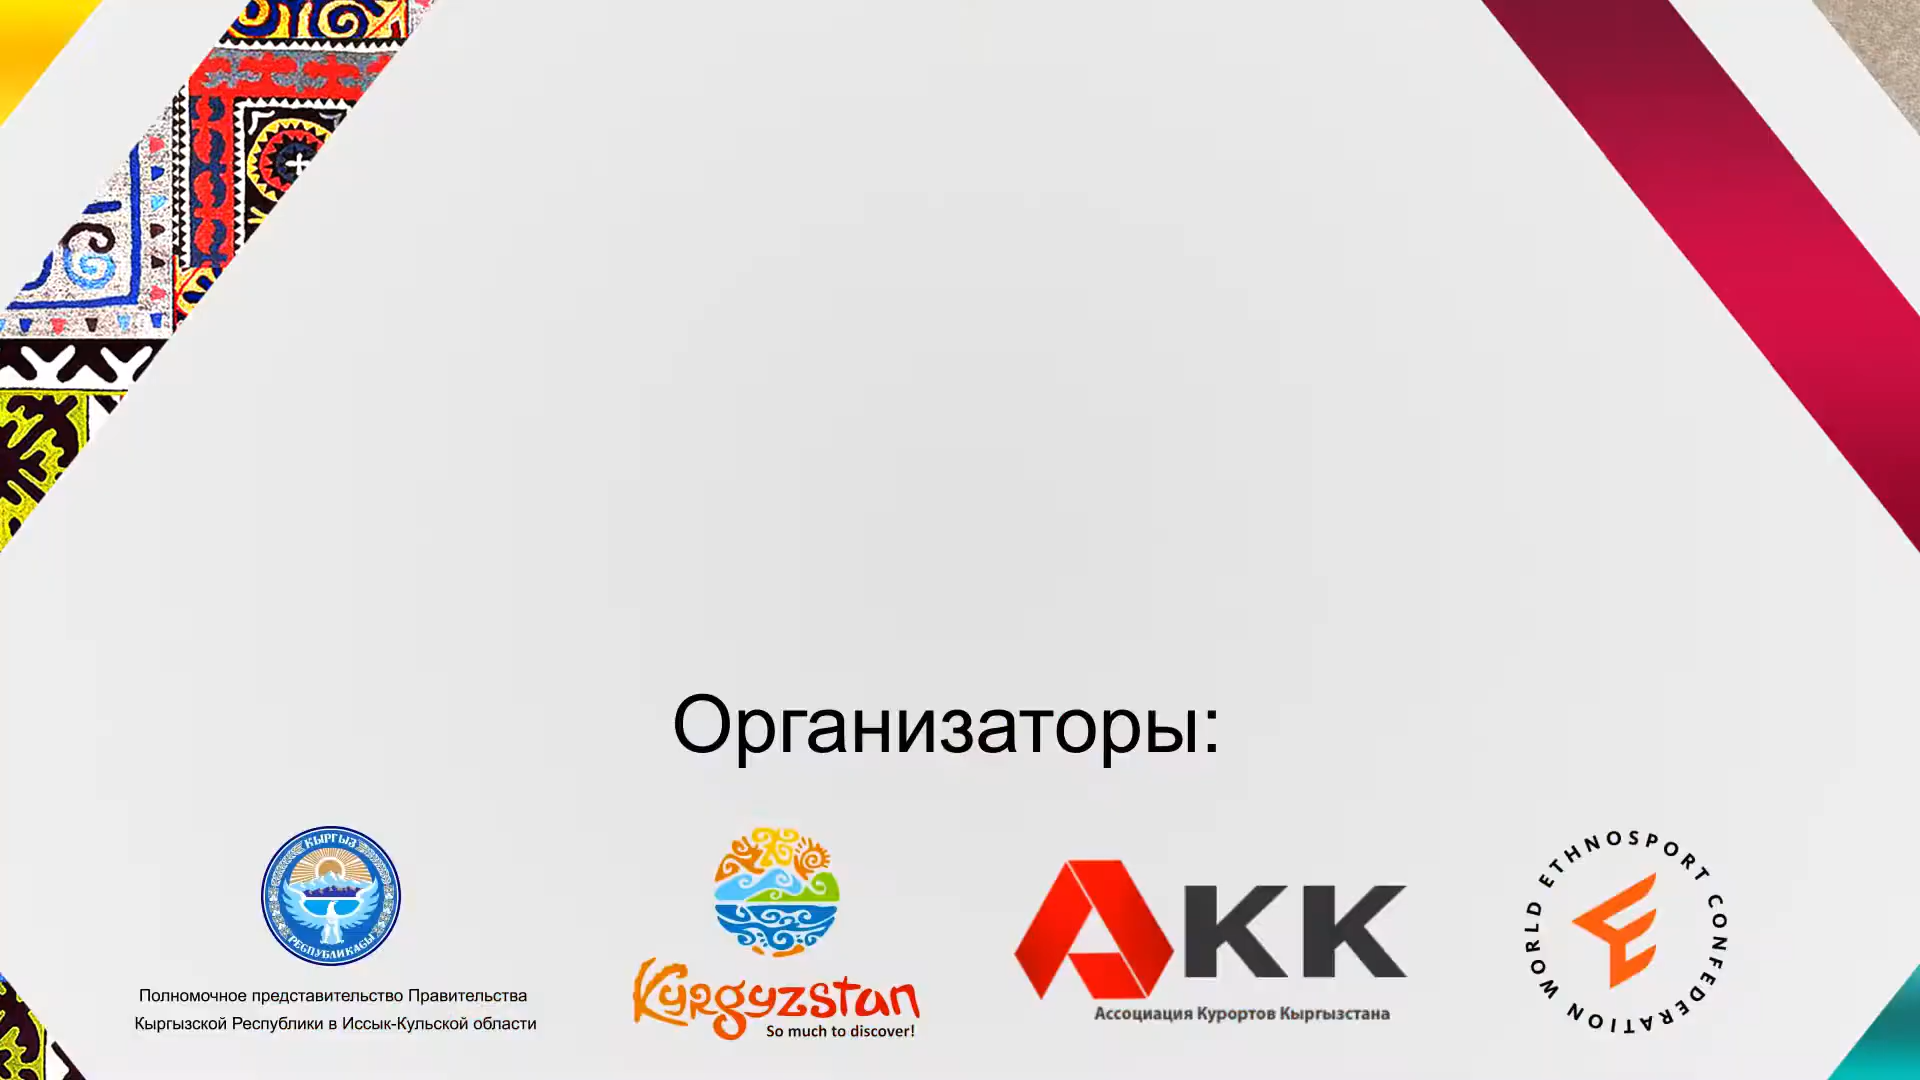 Организаторы:
КЫРГЫЗ
РЕСПУБЛИКАСЫ
Полномочное представительство Правительства
Кыргызской Республики в Иссык-Кульской области
Kyrgyzstan
So much to discover!
АКК
Ассоциация Курортов Кыргызстана
WORLD ETHNOSPORT CONFEDERATION